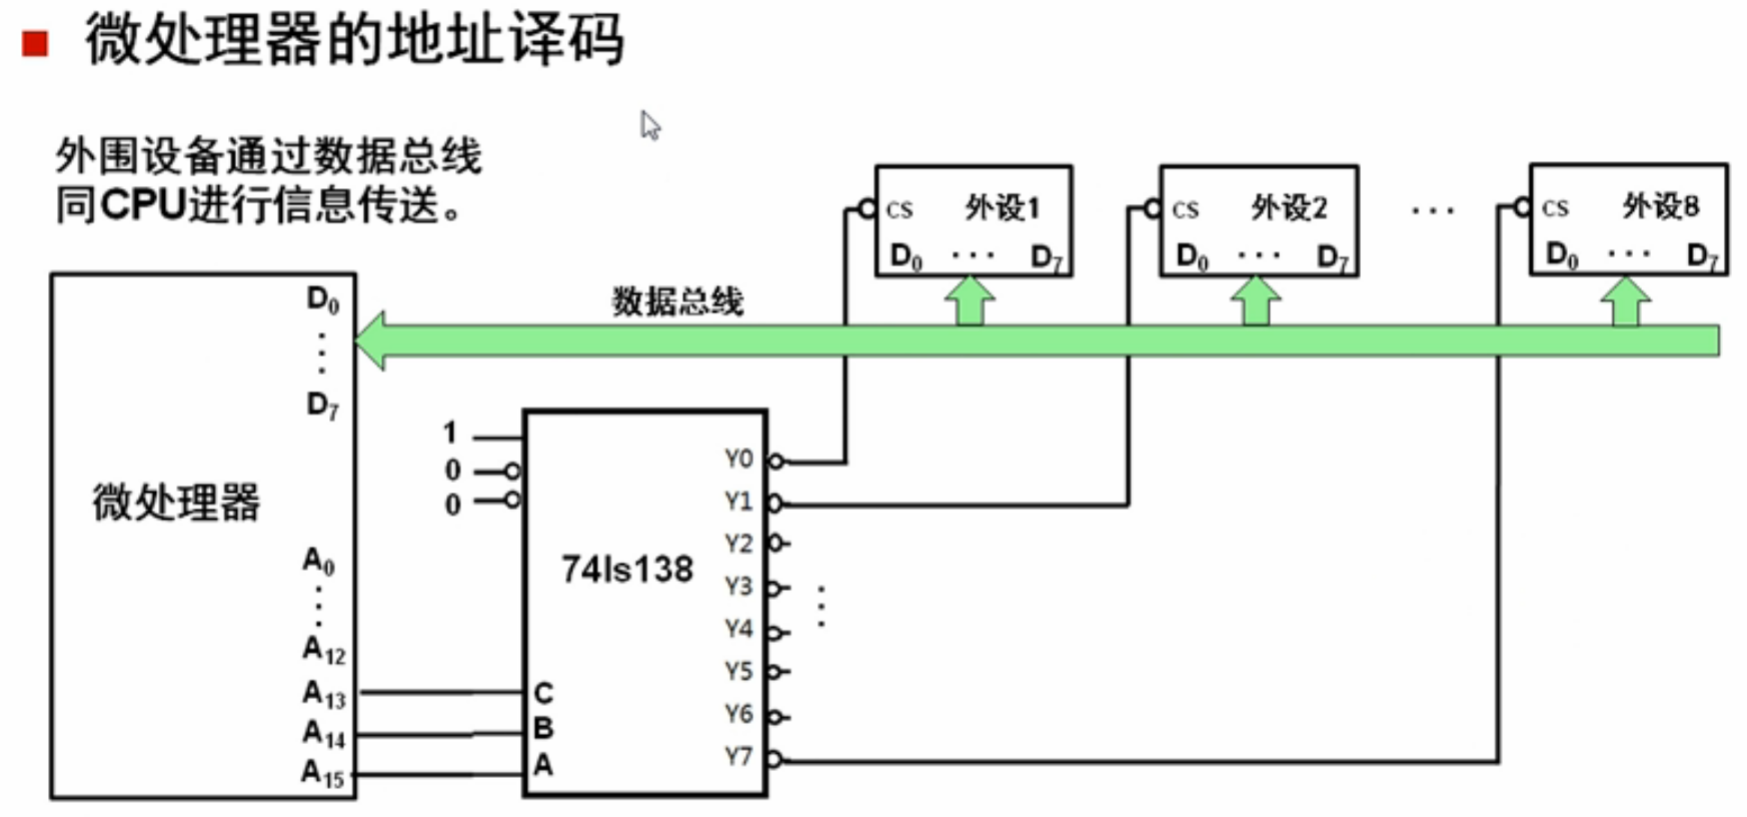 微处理器的地址译码
外围设备通过数据总线
同CPU进行信息传送。
CS 外设1
D0 ··· D7
CS 外设2
D0 ··· D7
···
CS 外设8
D0 ··· D7
数据总线
D0
⋮
D7
微处理器
A0
⋮
A12
A13
A14
A15
1
0
0
74ls138
C
B
A
Y0
Y1
Y2
Y3
Y4
Y5
Y6
Y7
⋮